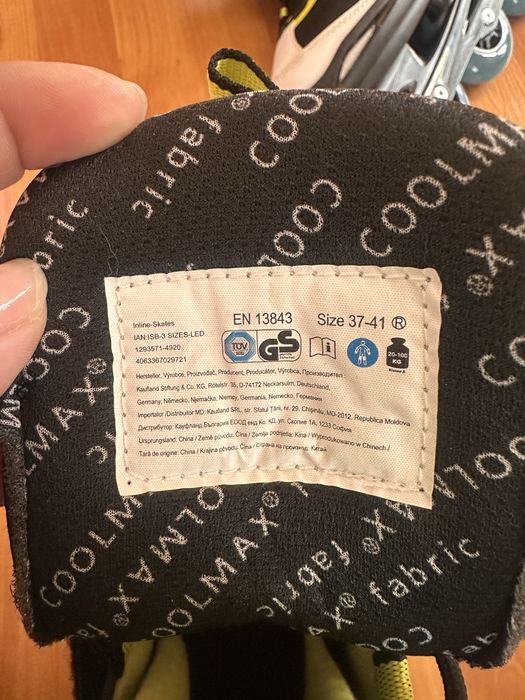 COOLMAX® fabric
Inline-Skates
IAN:ISB-3 SIZES-LED
1293571-4920
4063367029721
EN 13843 Size 37-41 Ⓡ
TÜV
GS
20-100
KG
Hersteller, Výrobce, Proizvođač, Producent, Producător, Výrobca, Производител:
Kaufland Stiftung & Co. KG, Rötelstr. 35, D-74172 Neckarsulm, Deutschland,
Germany, Německo, Njemačka, Niemcy, Germania, Nemecko, Германия
Importator / Distribuitor MD: Kaufland SRL, str. Sfatul Țării, nr. 29, Chişinău, MD-2012, Republica Moldova
Дистрибутор: Кауфланд България ЕООД енд Ко. КД, ул. Скопие 1А, 1233 София
Ursprungsland: China / Země původu: Čína / Zemlja podrijetla: Kina / Wyprodukowano w Chinach /
Țară de origine: China / Krajina pôvodu: Čína / Страна на произход: Китай
COOLMAX® fabric